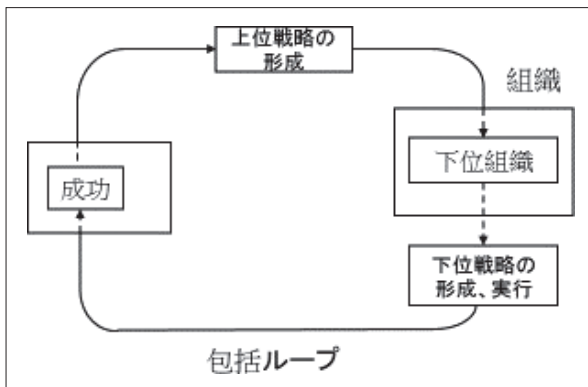 上位戦略の
形成
組織
下位組織
成功
下位戦略の
形成、実行
包括ループ